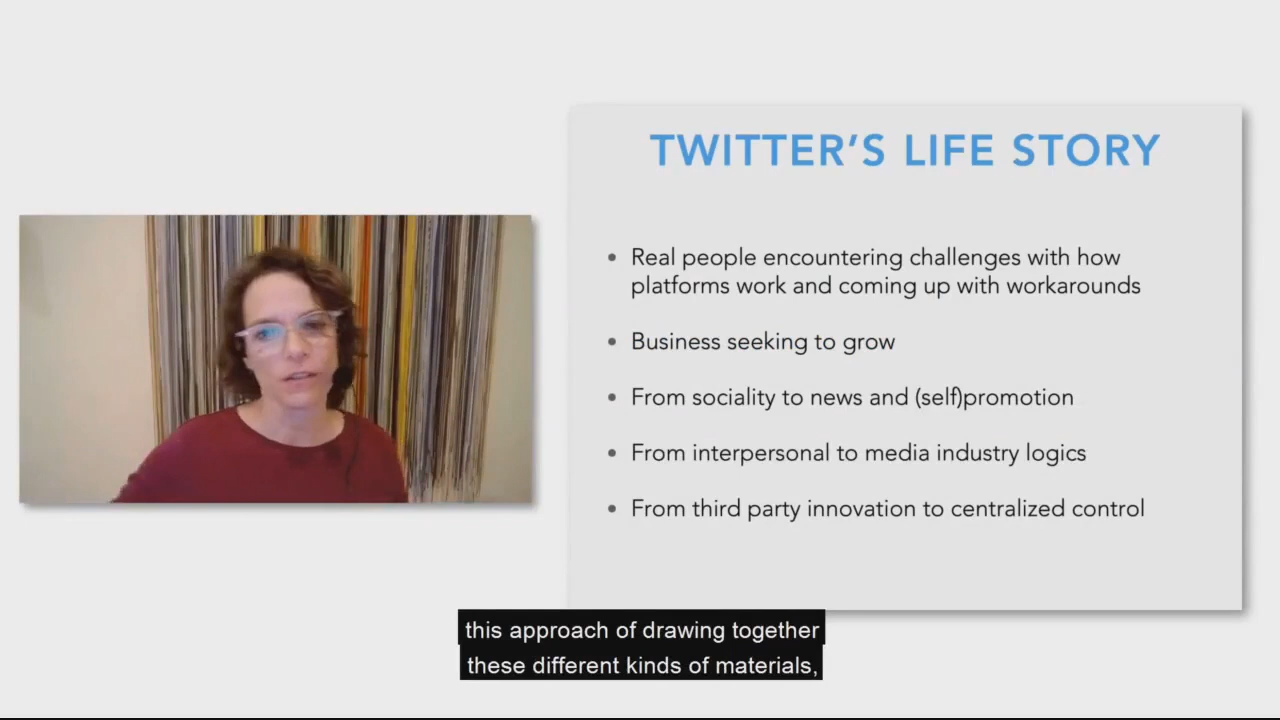 TWITTER'S LIFE STORY
• Real people encountering challenges with how
platforms work and coming up with workarounds
• Business seeking to grow
• From sociality to news and (self)promotion
• From interpersonal to media industry logics
• From third party innovation to centralized control
this approach of drawing together
these different kinds of materials,